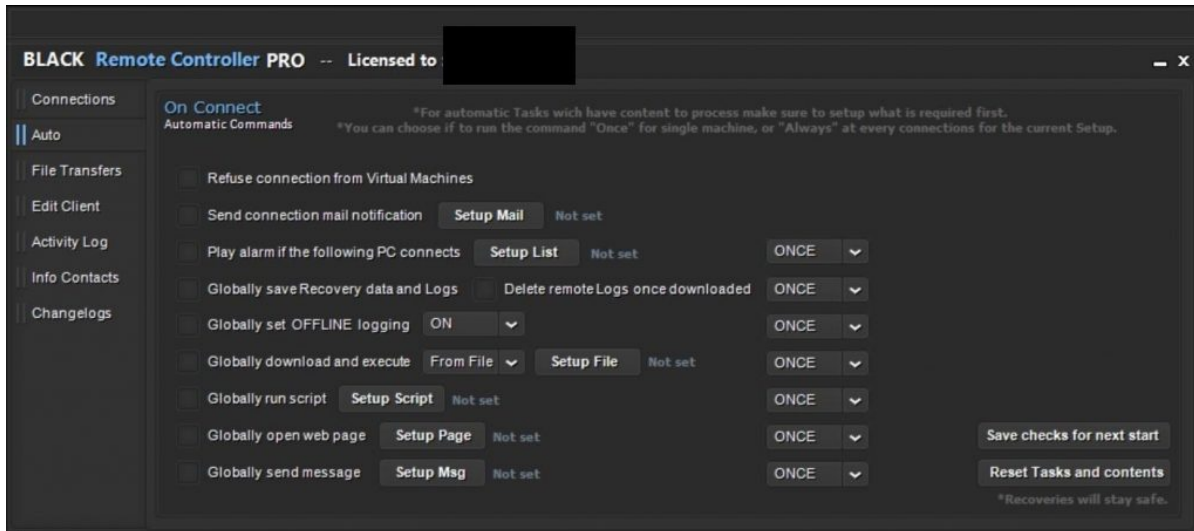 BLACK Remote Controller PRO -- Licensed to :
Connections
Auto
File Transfers
Edit Client
Activity Log
Info Contacts
Changelogs
On Connect
Automatic Commands
*For automatic Tasks wich have content to process make sure to setup what is required first.
*You can choose if to run the command "Once" for single machine, or "Always" at every connections for the current Setup.
Refuse connection from Virtual Machines
Send connection mail notification Setup Mail Not set
Play alarm if the following PC connects Setup List Not set ONCE
Globally save Recovery data and Logs Delete remote Logs once downloaded ONCE
Globally set OFFLINE logging ON ONCE
Globally download and execute From File Setup File Not set ONCE
Globally run script Setup Script Not set ONCE
Globally open web page Setup Page Not set ONCE Save checks for next start
Globally send message Setup Msg Not set ONCE Reset Tasks and contents
*Recoveries will stay safe.